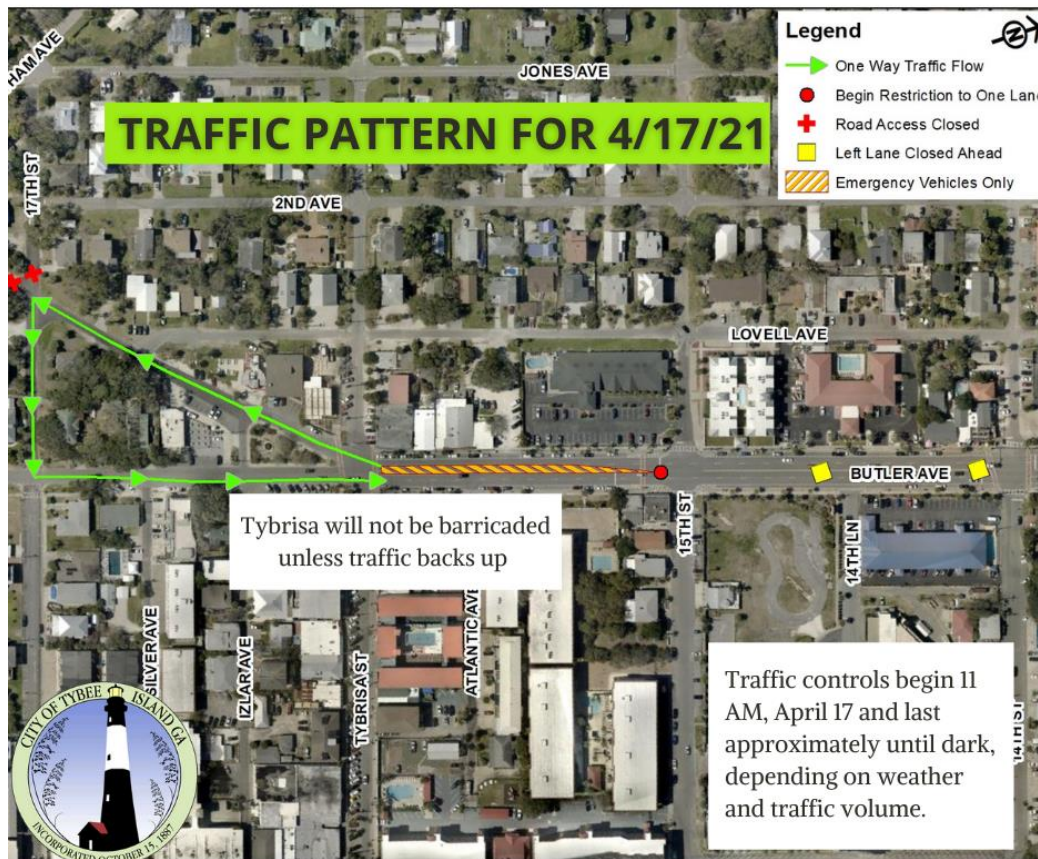 Legend
One Way Traffic Flow
Begin Restriction to One Lane
Road Access Closed
Left Lane Closed Ahead
Emergency Vehicles Only
N
HAM AVE
JONES AVE
TRAFFIC PATTERN FOR 4/17/21
17TH ST
2ND AVE
LOVELL AVE
BUTLER AVE
15TH ST
14TH LN
14TH ST
Tybrisa will not be barricaded
unless traffic backs up
SILVER AVE
IZLAR AVE
TYBRISA ST
ATLANTIC AVE
Traffic controls begin 11
AM, April 17 and last
approximately until dark,
depending on weather
and traffic volume.
CITY OF TYBEE ISLAND GA
INCORPORATED OCTOBER 15, 1887